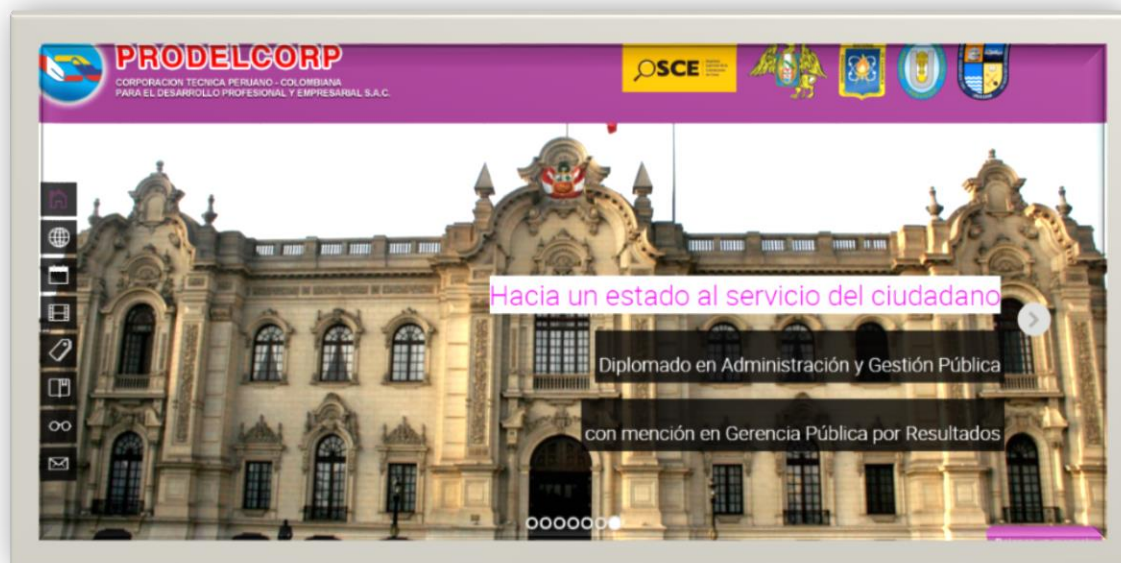 PRODELCORP
CORPORACION TECNICA PERUANO - COLOMBIANA
PARA EL DESARROLLO PROFESIONAL Y EMPRESARIAL S.A.C.
OSCE
Hacia un estado al servicio del ciudadano
Diplomado en Administración y Gestión Pública
con mención en Gerencia Pública por Resultados